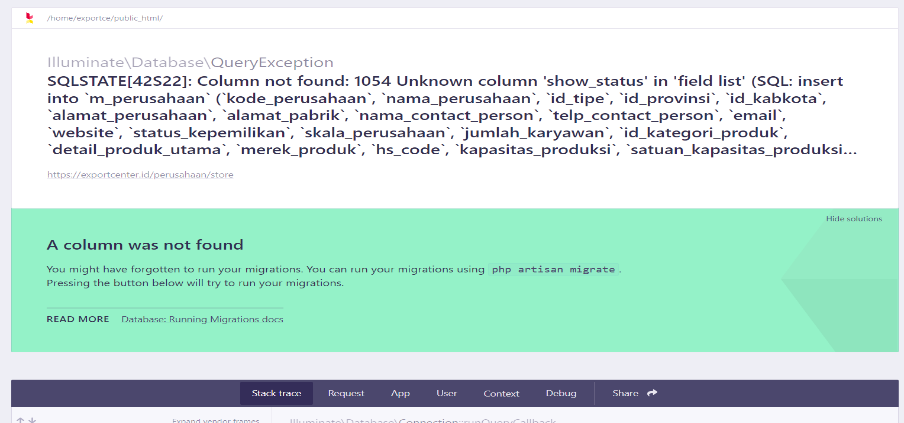 /home/exportce/public_html/
Illuminate\Database\QueryException
SQLSTATE[42S22]: Column not found: 1054 Unknown column 'show_status' in 'field list' (SQL: insert
into `m_perusahaan` (`kode_perusahaan`, `nama_perusahaan`, `id_tipe`, `id_provinsi`, `id_kabkota`,
`alamat_perusahaan`, `alamat_pabrik`, `nama_contact_person`, `telp_contact_person`, `email`,
`website`, `status_kepemilikan`, `skala_perusahaan`, `jumlah_karyawan`, `id_kategori_produk`,
`detail_produk_utama`, `merek_produk`, `hs_code`, `kapasitas_produksi`, `satuan_kapasitas_produksi...
https://exportcenter.id/perusahaan/store
Hide solutions
A column was not found
You might have forgotten to run your migrations. You can run your migrations using php artisan migrate.
Pressing the button below will try to run your migrations.
READ MORE Database: Running Migrations docs
Stack trace Request App User Context Debug Share
Expand vendor frames
Illuminate\Database\Connection::runQueryCallback